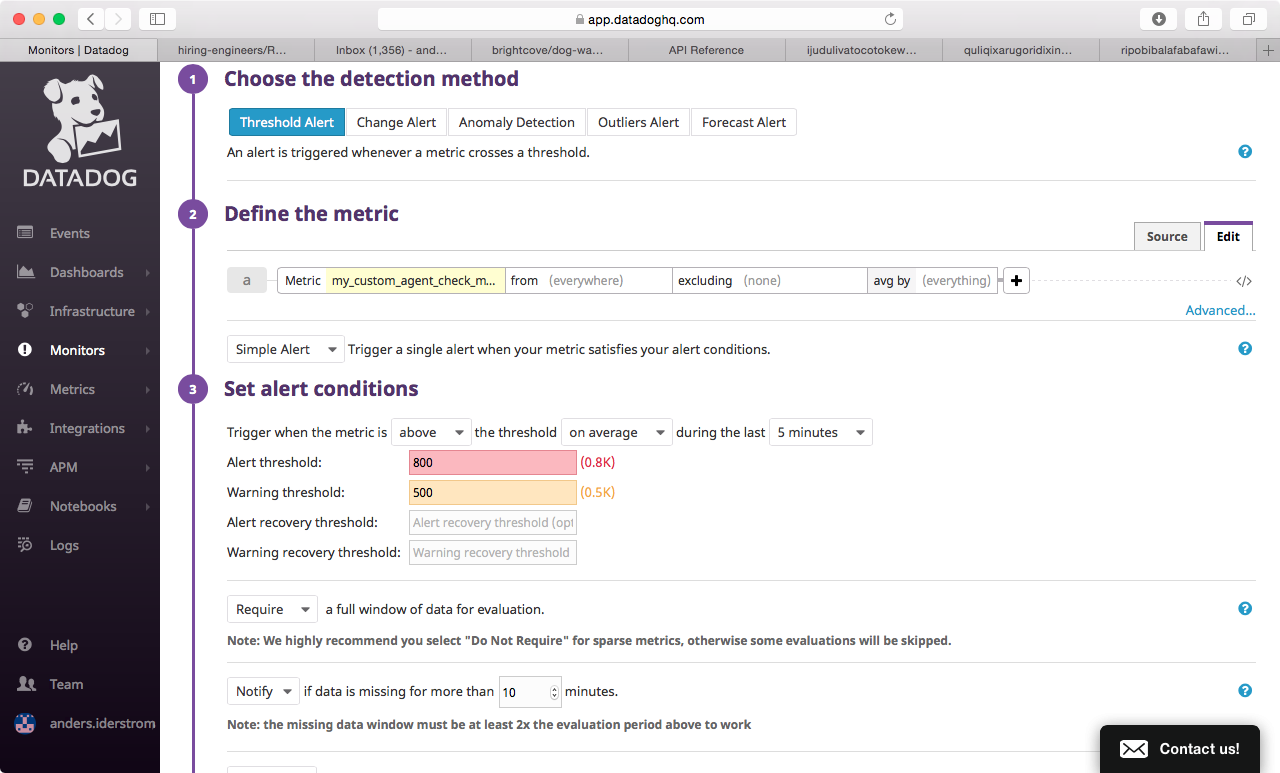 app.datadoghq.com
Monitors | Datadog
hiring-engineers/R...
Inbox (1,356) - and...
brightcove/dog-wa...
API Reference
ijudulivatocotokew...
quliqixarugoridixin...
ripobibalafabafawi...
DATADOG
Events
Dashboards
Infrastructure
Monitors
Metrics
Integrations
APM
Notebooks
Logs
Help
Team
anders.iderstrom
1 Choose the detection method
Threshold Alert Change Alert Anomaly Detection Outliers Alert Forecast Alert
An alert is triggered whenever a metric crosses a threshold.
2 Define the metric
Source Edit
a Metric my_custom_agent_check_m... from (everywhere) excluding (none) avg by (everything)
Advanced...
Simple Alert Trigger a single alert when your metric satisfies your alert conditions.
3 Set alert conditions
Trigger when the metric is above the threshold on average during the last 5 minutes
Alert threshold: 800 (0.8K)
Warning threshold: 500 (0.5K)
Alert recovery threshold: Alert recovery threshold (opt
Warning recovery threshold: Warning recovery threshold
Require a full window of data for evaluation.
Note: We highly recommend you select "Do Not Require" for sparse metrics, otherwise some evaluations will be skipped.
Notify if data is missing for more than 10 minutes.
Note: the missing data window must be at least 2x the evaluation period above to work
Contact us!